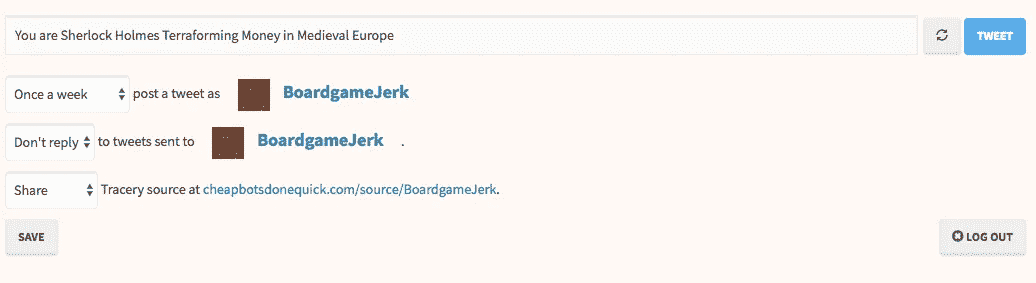 You are Sherlock Holmes Terraforming Money in Medieval Europe TWEET
Once a week post a tweet as BoardgameJerk
Don't reply to tweets sent to BoardgameJerk .
Share Tracery source at cheapbotsdonequick.com/source/BoardgameJerk.
SAVE LOG OUT